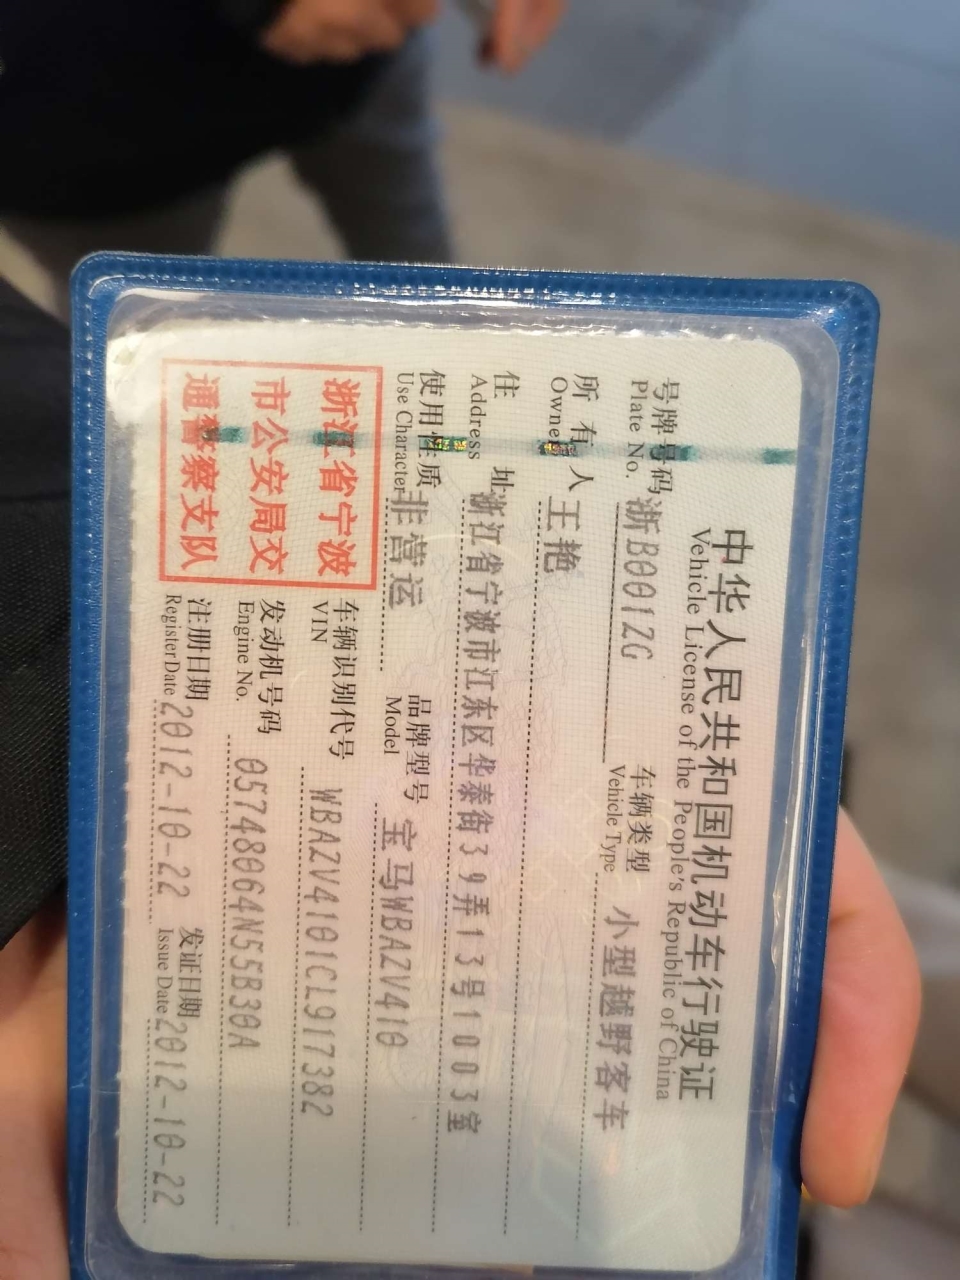 中华人民共和国机动车行驶证
Vehicle License of the People's Republic of China
号牌号码 浙B001ZG 车辆类型 小型越野客车
Plate No. Vehicle Type
所有人 王艳
Owner
住址 浙江省宁波市江东区华泰街39弄13号1003室
Address
使用性质 非营运 品牌型号 宝马WBAZV410
Use Character Model
浙江省宁波
市公安局交
通警察支队
车辆识别代号 WBAZV4101CL917382
VIN
发动机号码 05748064N55B30A
Engine No.
注册日期 2012-10-22 发证日期 2012-10-22
Register Date Issue Date